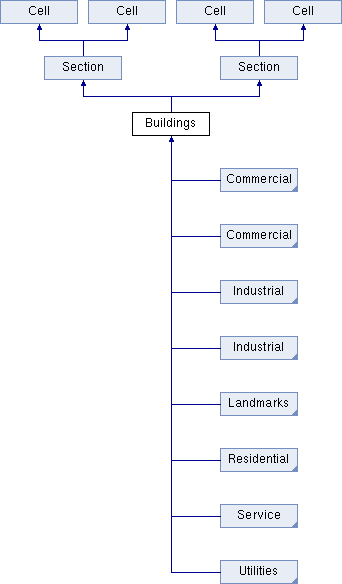 Cell
Cell
Cell
Cell
Section
Section
Buildings
Commercial
Commercial
Industrial
Industrial
Landmarks
Residential
Service
Utilities